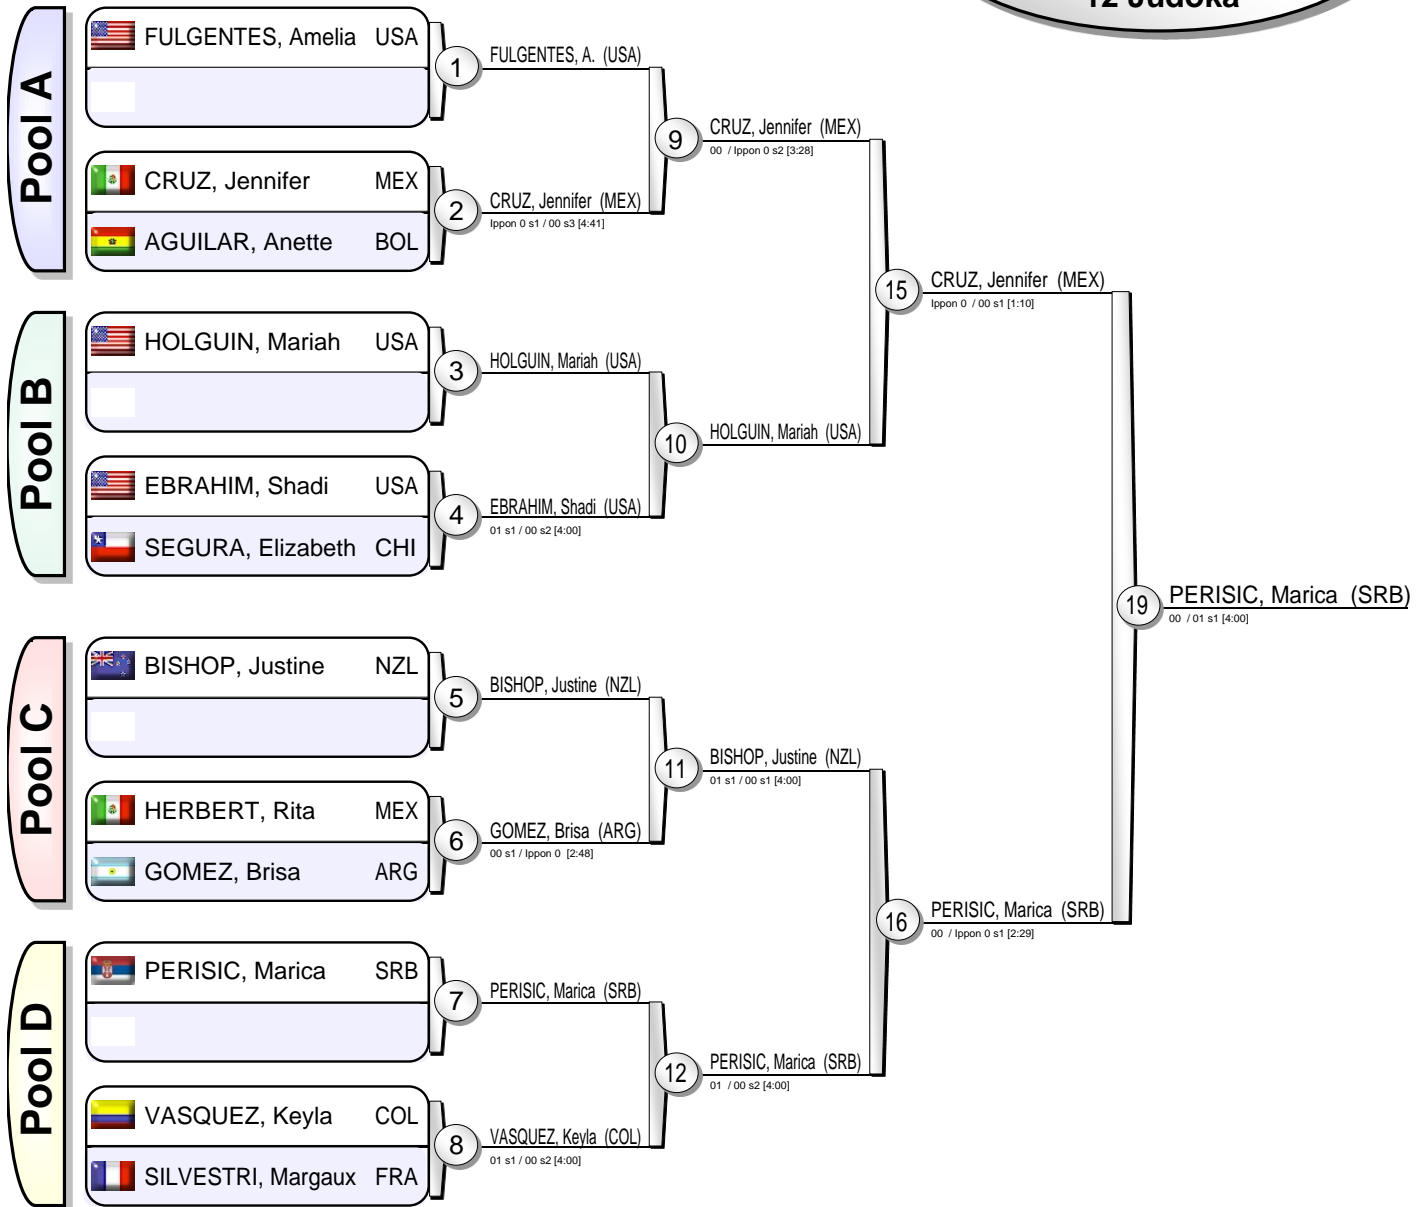 12 Judoka
Pool A
FULGENTES, Amelia USA
1
FULGENTES, A. (USA)
CRUZ, Jennifer MEX
AGUILAR, Anette BOL
2
CRUZ, Jennifer (MEX)
Ippon 0 s1 / 00 s3 [4:41]
9
CRUZ, Jennifer (MEX)
00 / Ippon 0 s2 [3:28]
Pool B
HOLGUIN, Mariah USA
3
HOLGUIN, Mariah (USA)
EBRAHIM, Shadi USA
SEGURA, Elizabeth CHI
4
EBRAHIM, Shadi (USA)
01 s1 / 00 s2 [4:00]
10
HOLGUIN, Mariah (USA)
15
CRUZ, Jennifer (MEX)
Ippon 0 / 00 s1 [1:10]
Pool C
BISHOP, Justine NZL
5
BISHOP, Justine (NZL)
HERBERT, Rita MEX
GOMEZ, Brisa ARG
6
GOMEZ, Brisa (ARG)
00 s1 / Ippon 0 [2:48]
11
BISHOP, Justine (NZL)
01 s1 / 00 s1 [4:00]
Pool D
PERISIC, Marica SRB
7
PERISIC, Marica (SRB)
VASQUEZ, Keyla COL
SILVESTRI, Margaux FRA
8
VASQUEZ, Keyla (COL)
01 s1 / 00 s2 [4:00]
12
PERISIC, Marica (SRB)
01 / 00 s2 [4:00]
16
PERISIC, Marica (SRB)
00 / Ippon 0 s1 [2:29]
19
PERISIC, Marica (SRB)
00 / 01 s1 [4:00]